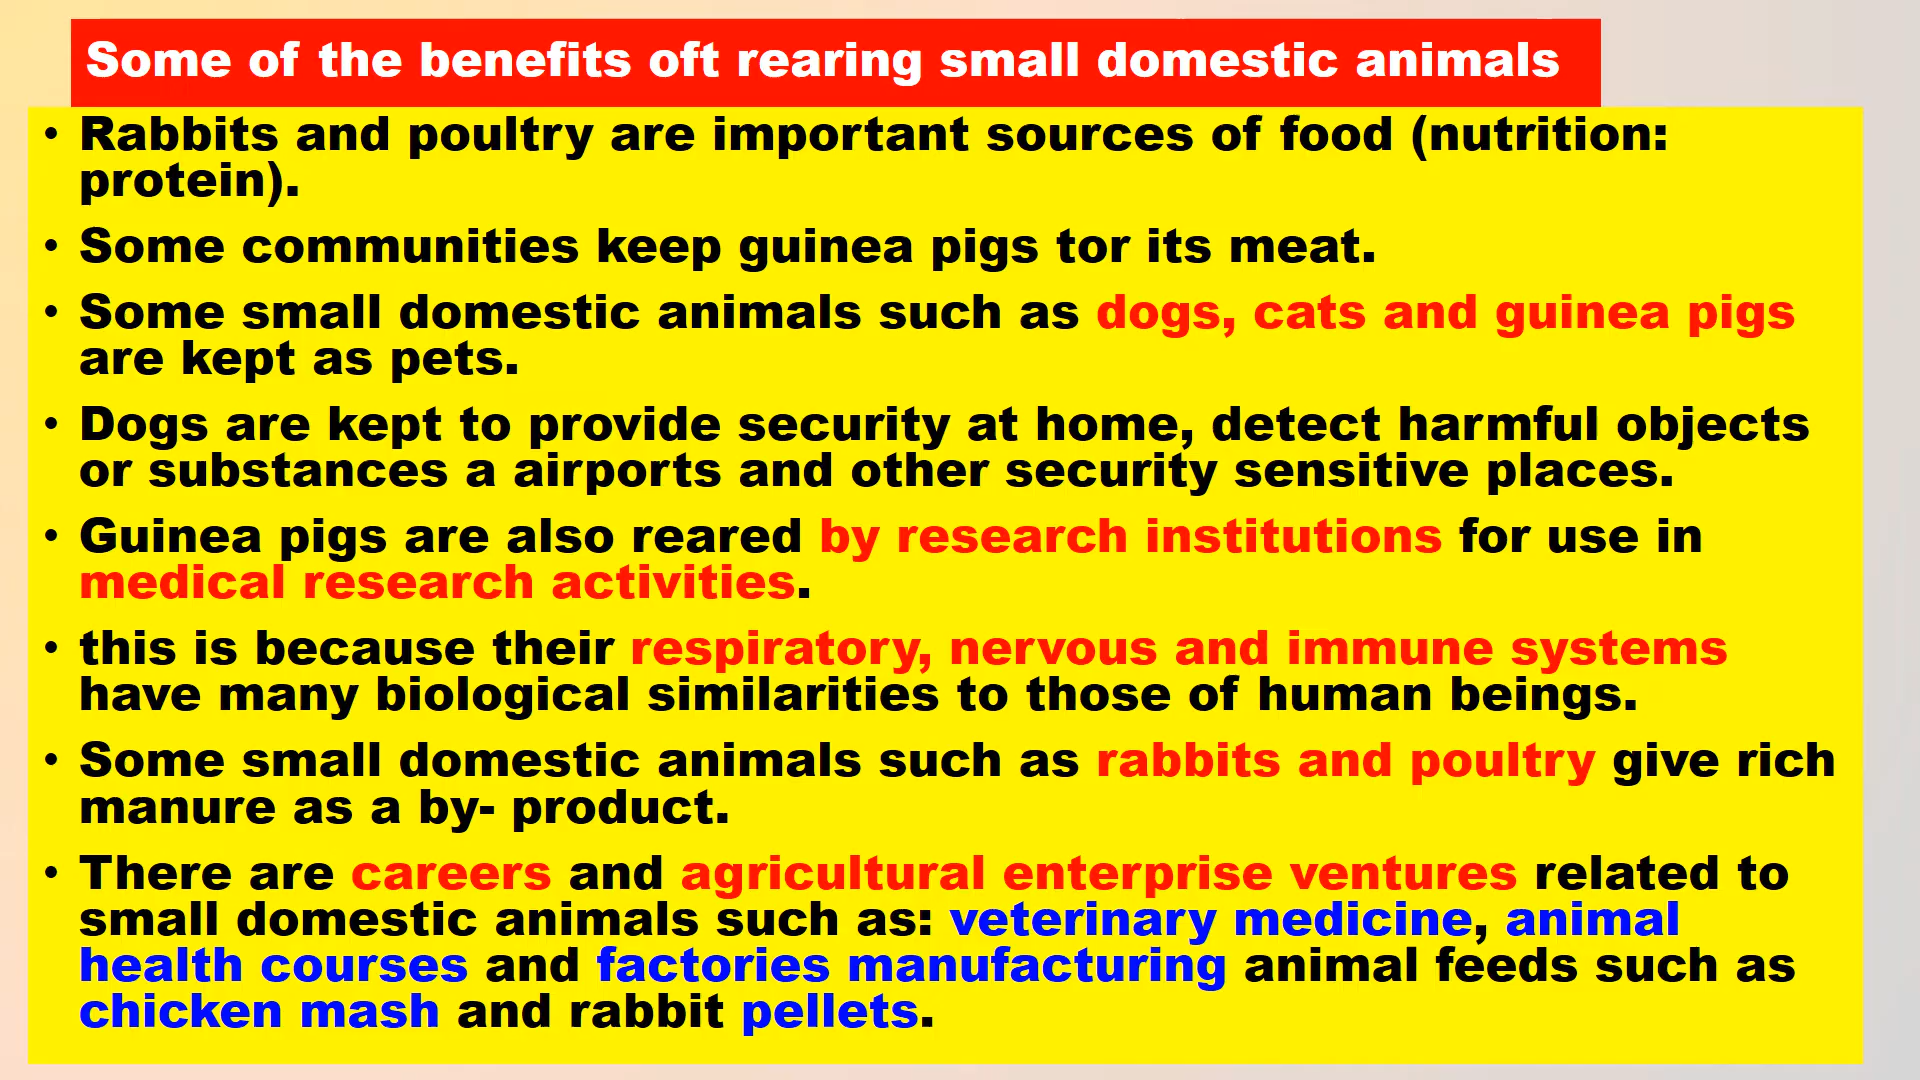 Some of the benefits oft rearing small domestic animals
• Rabbits and poultry are important sources of food (nutrition:
protein).
• Some communities keep guinea pigs tor its meat.
• Some small domestic animals such as dogs, cats and guinea pigs
are kept as pets.
• Dogs are kept to provide security at home, detect harmful objects
or substances a airports and other security sensitive places.
• Guinea pigs are also reared by research institutions for use in
medical research activities.
• this is because their respiratory, nervous and immune systems
have many biological similarities to those of human beings.
• Some small domestic animals such as rabbits and poultry give rich
manure as a by- product.
• There are careers and agricultural enterprise ventures related to
small domestic animals such as: veterinary medicine, animal
health courses and factories manufacturing animal feeds such as
chicken mash and rabbit pellets.